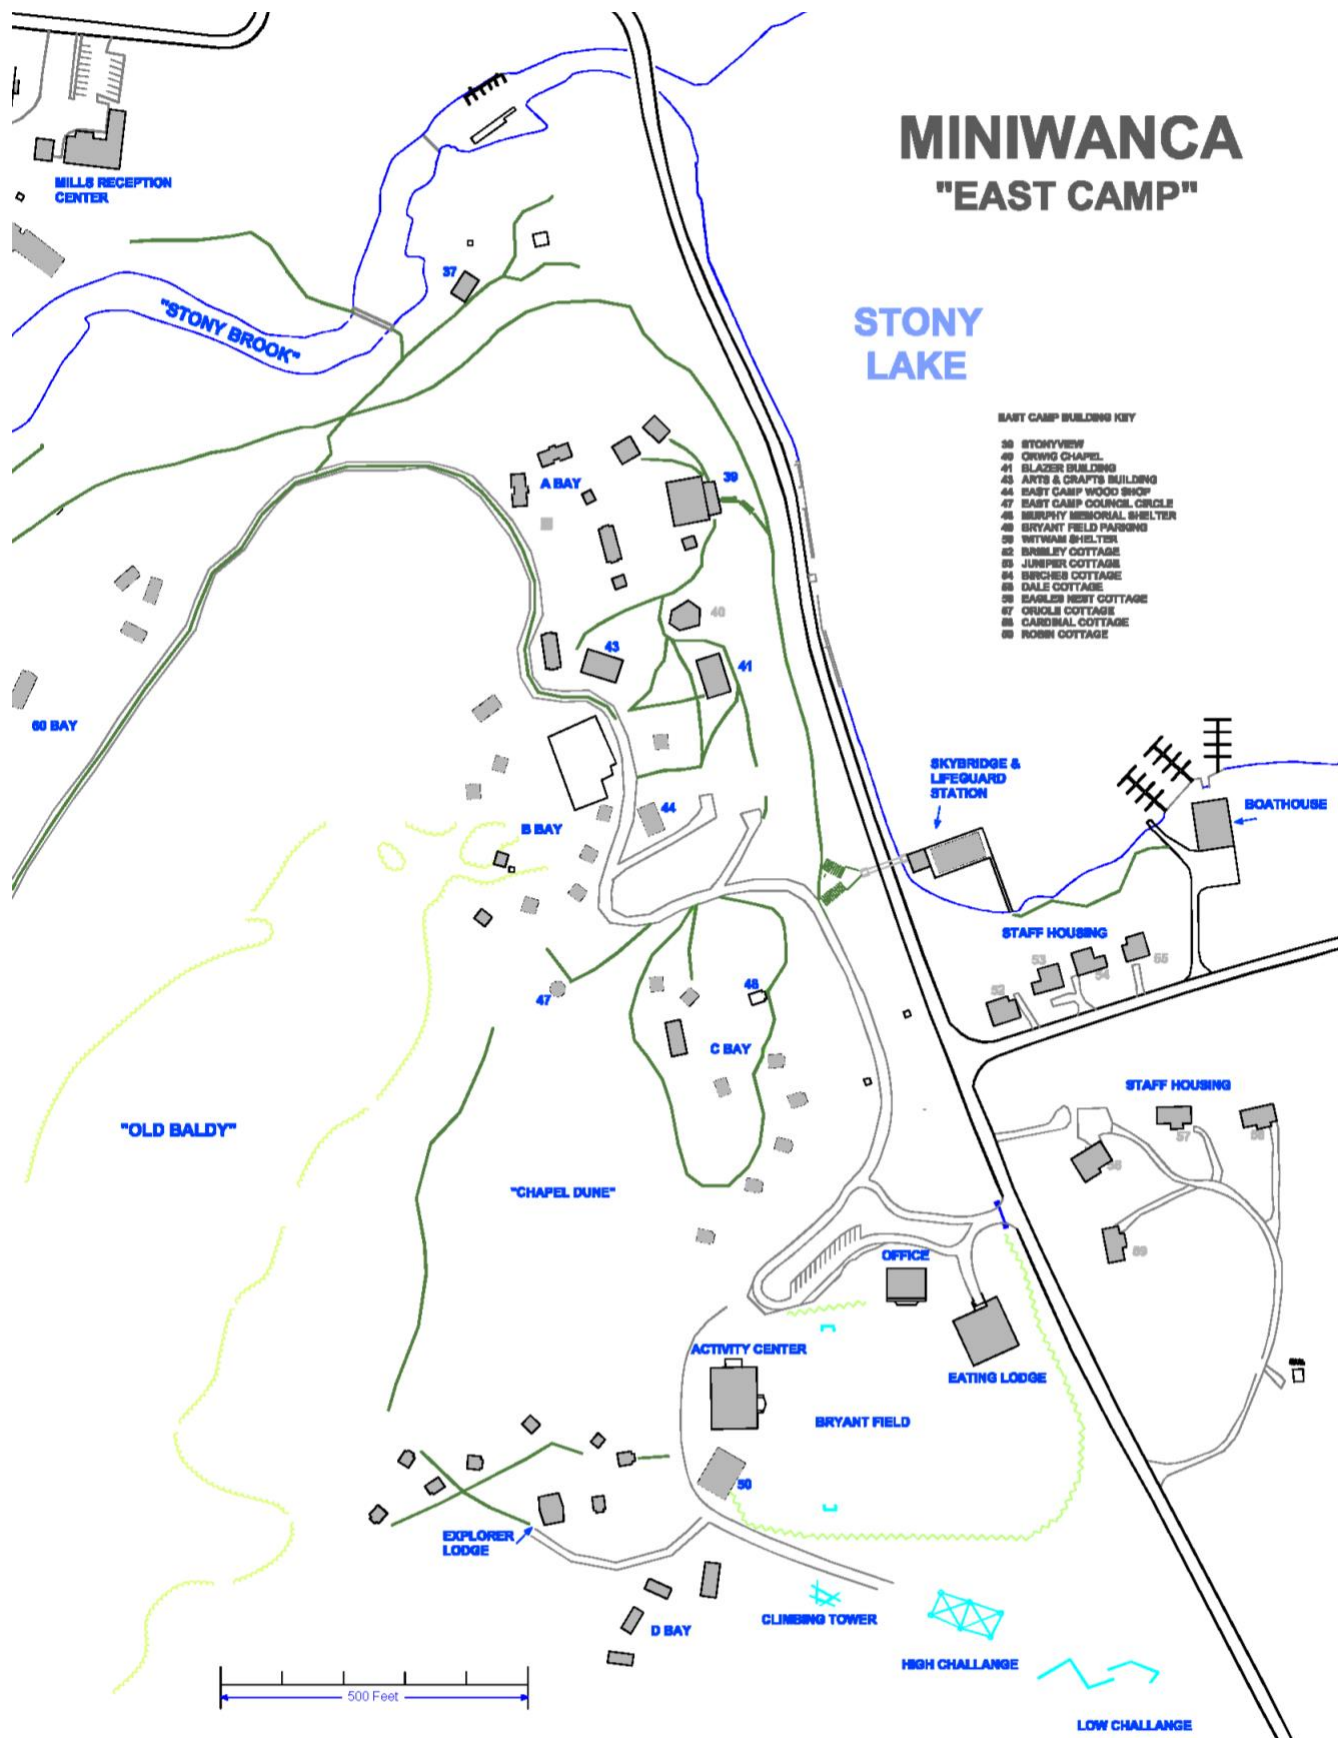 MINIWANCA
"EAST CAMP"
MILLS RECEPTION
CENTER
37
"STONY BROOK"
STONY
LAKE
EAST CAMP BUILDING KEY
39 STONYVIEW
40 ORWIG CHAPEL
41 BLAZER BUILDING
43 ARTS & CRAFTS BUILDING
44 EAST CAMP WOOD SHOP
47 EAST CAMP COUNCIL CIRCLE
48 MURPHY MEMORIAL SHELTER
49 BRYANT FIELD PARKING
50 WITWAM SHELTER
52 COTTAGE
53 JUNIPER COTTAGE
54 BIRCHES COTTAGE
55 DALE COTTAGE
56 EAGLES NEST COTTAGE
57 ORIOLE COTTAGE
58 CARDINAL COTTAGE
59 ROBIN COTTAGE
A BAY
39
40
43
41
60 BAY
SKYBRIDGE &
LIFEGUARD
STATION
BOATHOUSE
44
B BAY
STAFF HOUSING
52
53
54
55
47
48
C BAY
STAFF HOUSING
57
58
56
59
"OLD BALDY"
"CHAPEL DUNE"
OFFICE
ACTIVITY CENTER
EATING LODGE
BRYANT FIELD
50
EXPLORER
LODGE
D BAY
CLIMBING TOWER
HIGH CHALLANGE
500 Feet
LOW CHALLANGE